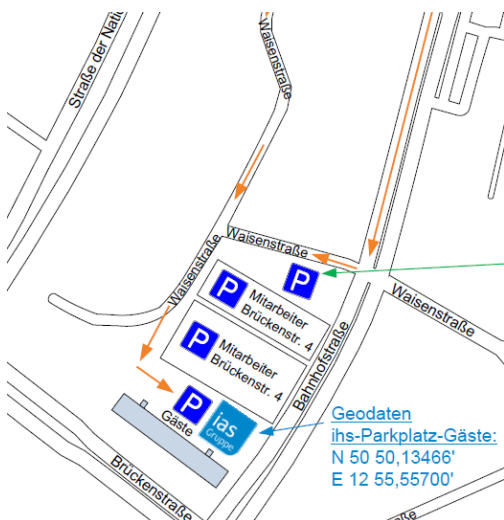 Straße der Natio
Waisenstraße
Waisenstraße
Waisenstraße
P
Waisenstraße
P
Mitarbeiter
Brückenstr. 4
P
Mitarbeiter
Brückenstr. 4
Bahnhofstraße
P
Gäste
ias
Gruppe
Brückenstraße
Geodaten
ihs-Parkplatz-Gäste:
N 50 50,13466'
E 12 55,55700'